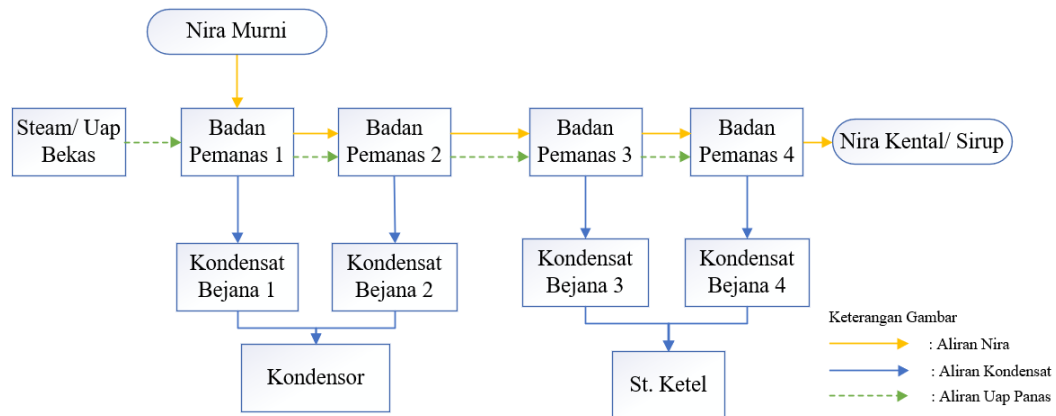 Nira Murni
Steam/ Uap
Bekas
Badan
Pemanas 1
Badan
Pemanas 2
Badan
Pemanas 3
Badan
Pemanas 4
Nira Kental/ Sirup
Kondensat
Bejana 1
Kondensat
Bejana 2
Kondensat
Bejana 3
Kondensat
Bejana 4
Kondensor
St. Ketel
Keterangan Gambar
: Aliran Nira
: Aliran Kondensat
: Aliran Uap Panas